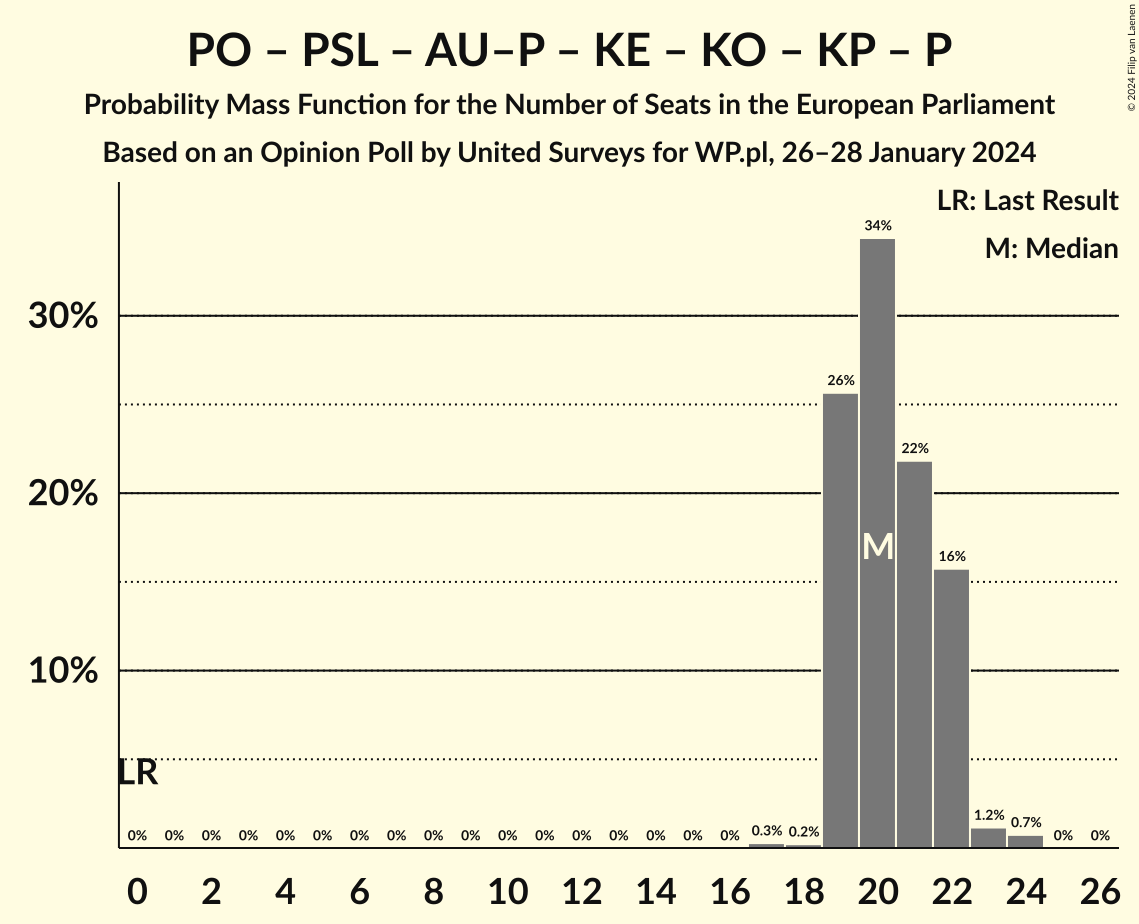 PO – PSL – AU–P – KE – KO – KP – P
Probability Mass Function for the Number of Seats in the European Parliament
Based on an Opinion Poll by United Surveys for WP.pl, 26–28 January 2024
© 2024 Filip van Laenen
LR: Last Result
M: Median
34%
30%
26%
22%
20%
M
16%
10%
LR
0% 0% 0% 0% 0% 0% 0% 0% 0% 0% 0% 0% 0% 0% 0% 0% 0% 0.3% 0.2% 1.2% 0.7% 0% 0%
0 2 4 6 8 10 12 14 16 18 20 22 24 26